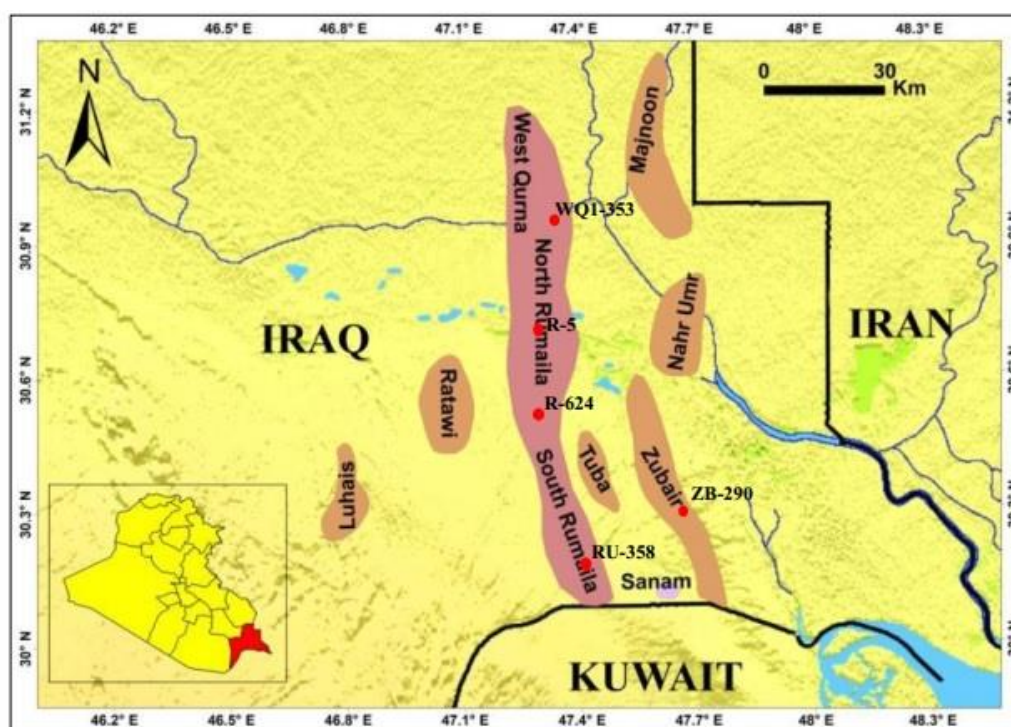 46.2° E 46.5° E 46.8° E 47.1° E 47.4° E 47.7° E 48° E 48.3° E
N
0 30
Km
31.2° N
30.9° N
30.6° N
30.3° N
30° N
West Qurna
Majnoon
WQ1-353
North Rumaila
R-5
IRAQ
Nahr Umr
IRAN
Ratawi
R-624
Luhais
South Rumaila
Tuba
Zubair
ZB-290
RU-358
Sanam
KUWAIT
46.2° E 46.5° E 46.8° E 47.1° E 47.4° E 47.7° E 48° E 48.3° E